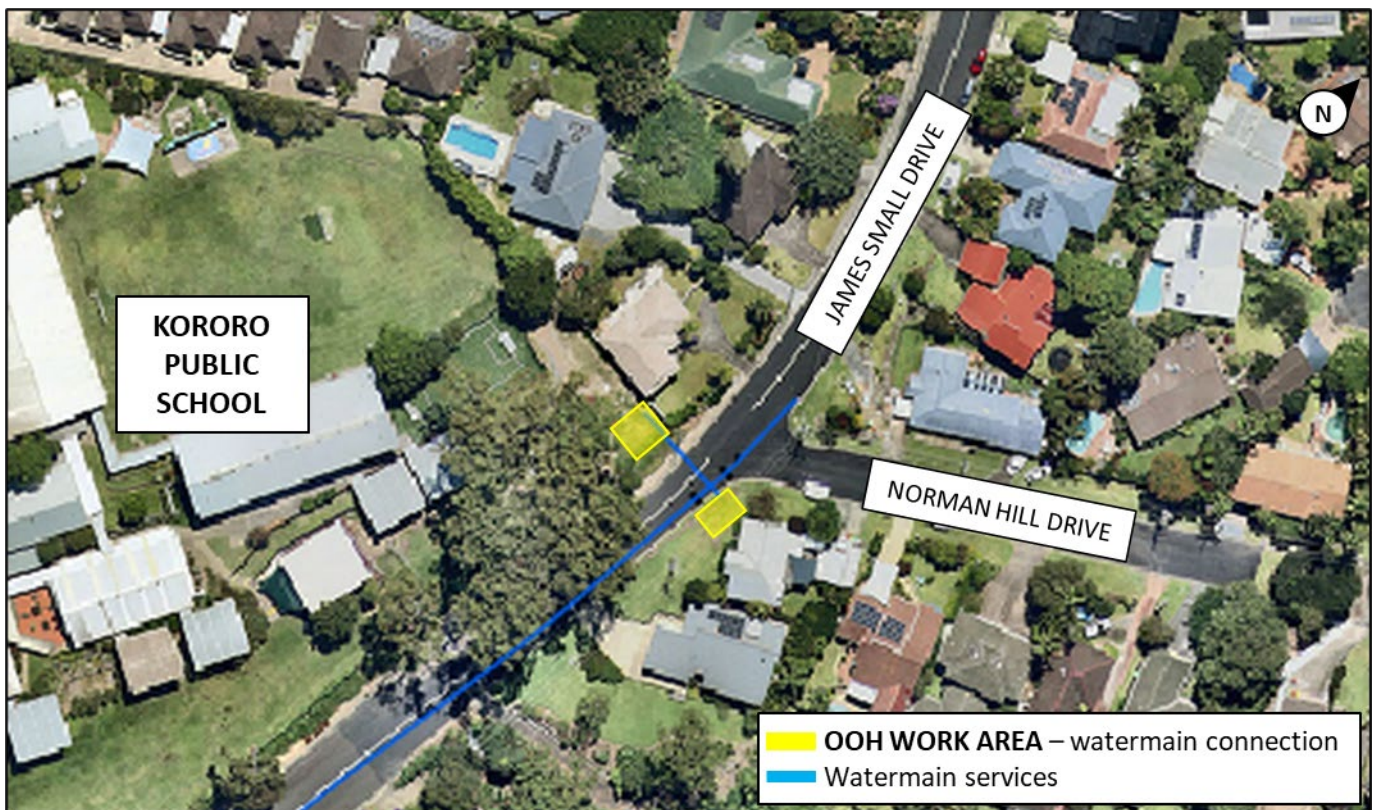 N
JAMES SMALL DRIVE
KORORO
PUBLIC
SCHOOL
NORMAN HILL DRIVE
OOH WORK AREA – watermain connection
Watermain services